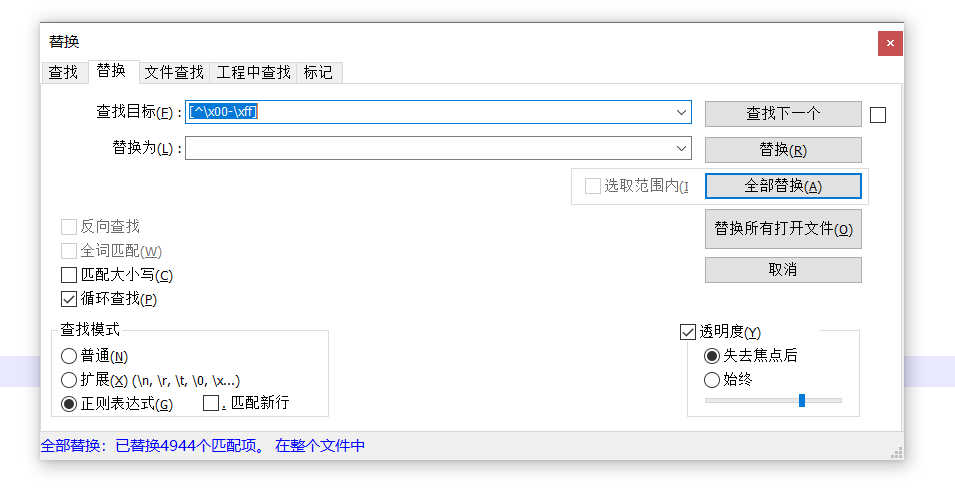 替换
查找 替换 文件查找 工程中查找 标记
查找目标(F) : [^\x00-\xff] 查找下一个
替换为(L) : 替换(R)
选取范围内(I 全部替换(A)
反向查找 替换所有打开文件(O)
全词匹配(W)
匹配大小写(C) 取消
循环查找(P)
查找模式 透明度(Y)
普通(N) 失去焦点后
扩展(X) (\n, \r, \t, \0, \x...) 始终
正则表达式(G) . 匹配新行
全部替换: 已替换4944个匹配项。 在整个文件中